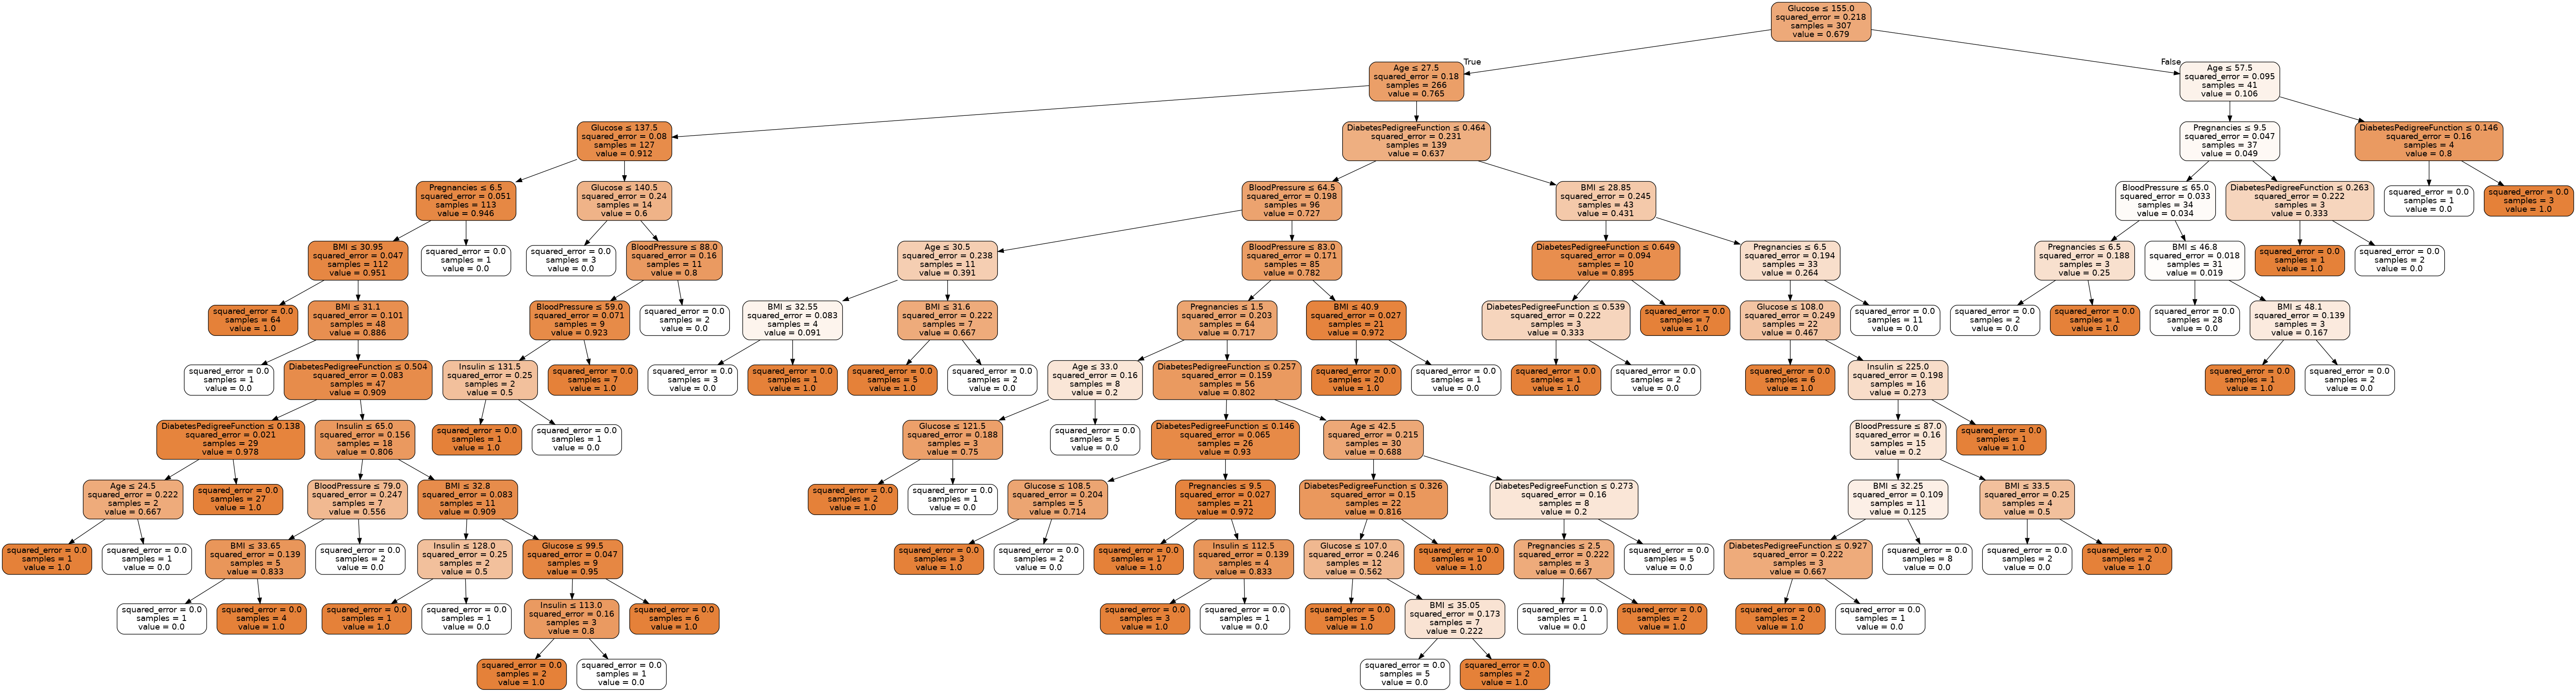 Glucose ≤ 155.0
squared_error = 0.218
samples = 307
value = 0.679
True
False
Age ≤ 27.5
squared_error = 0.18
samples = 266
value = 0.765
Age ≤ 57.5
squared_error = 0.095
samples = 41
value = 0.106
Glucose ≤ 137.5
squared_error = 0.08
samples = 127
value = 0.912
DiabetesPedigreeFunction ≤ 0.464
squared_error = 0.231
samples = 139
value = 0.637
Pregnancies ≤ 9.5
squared_error = 0.047
samples = 37
value = 0.049
DiabetesPedigreeFunction ≤ 0.146
squared_error = 0.16
samples = 4
value = 0.8
Pregnancies ≤ 6.5
squared_error = 0.051
samples = 113
value = 0.946
Glucose ≤ 140.5
squared_error = 0.24
samples = 14
value = 0.6
BloodPressure ≤ 64.5
squared_error = 0.198
samples = 96
value = 0.727
BMI ≤ 28.85
squared_error = 0.245
samples = 43
value = 0.431
BloodPressure ≤ 65.0
squared_error = 0.033
samples = 34
value = 0.034
DiabetesPedigreeFunction ≤ 0.263
squared_error = 0.222
samples = 3
value = 0.333
squared_error = 0.0
samples = 1
value = 0.0
squared_error = 0.0
samples = 3
value = 1.0
BMI ≤ 30.95
squared_error = 0.047
samples = 112
value = 0.951
squared_error = 0.0
samples = 1
value = 0.0
squared_error = 0.0
samples = 3
value = 0.0
BloodPressure ≤ 88.0
squared_error = 0.16
samples = 11
value = 0.8
Age ≤ 30.5
squared_error = 0.238
samples = 11
value = 0.391
BloodPressure ≤ 83.0
squared_error = 0.171
samples = 85
value = 0.782
DiabetesPedigreeFunction ≤ 0.649
squared_error = 0.094
samples = 10
value = 0.895
Pregnancies ≤ 6.5
squared_error = 0.194
samples = 33
value = 0.264
Pregnancies ≤ 6.5
squared_error = 0.188
samples = 3
value = 0.25
BMI ≤ 46.8
squared_error = 0.018
samples = 31
value = 0.019
squared_error = 0.0
samples = 1
value = 1.0
squared_error = 0.0
samples = 2
value = 0.0
squared_error = 0.0
samples = 64
value = 1.0
BMI ≤ 31.1
squared_error = 0.101
samples = 48
value = 0.886
BloodPressure ≤ 59.0
squared_error = 0.071
samples = 9
value = 0.923
squared_error = 0.0
samples = 2
value = 0.0
BMI ≤ 32.55
squared_error = 0.083
samples = 4
value = 0.091
BMI ≤ 31.6
squared_error = 0.222
samples = 7
value = 0.667
Pregnancies ≤ 1.5
squared_error = 0.203
samples = 64
value = 0.717
BMI ≤ 40.9
squared_error = 0.027
samples = 21
value = 0.972
DiabetesPedigreeFunction ≤ 0.539
squared_error = 0.222
samples = 3
value = 0.333
squared_error = 0.0
samples = 7
value = 1.0
Glucose ≤ 108.0
squared_error = 0.249
samples = 22
value = 0.467
squared_error = 0.0
samples = 11
value = 0.0
squared_error = 0.0
samples = 2
value = 0.0
squared_error = 0.0
samples = 1
value = 1.0
squared_error = 0.0
samples = 28
value = 0.0
BMI ≤ 48.1
squared_error = 0.139
samples = 3
value = 0.167
squared_error = 0.0
samples = 1
value = 0.0
DiabetesPedigreeFunction ≤ 0.504
squared_error = 0.083
samples = 47
value = 0.909
Insulin ≤ 131.5
squared_error = 0.25
samples = 2
value = 0.5
squared_error = 0.0
samples = 7
value = 1.0
squared_error = 0.0
samples = 3
value = 0.0
squared_error = 0.0
samples = 1
value = 1.0
squared_error = 0.0
samples = 5
value = 1.0
squared_error = 0.0
samples = 2
value = 0.0
Age ≤ 33.0
squared_error = 0.16
samples = 8
value = 0.2
DiabetesPedigreeFunction ≤ 0.257
squared_error = 0.159
samples = 56
value = 0.802
squared_error = 0.0
samples = 20
value = 1.0
squared_error = 0.0
samples = 1
value = 0.0
squared_error = 0.0
samples = 1
value = 1.0
squared_error = 0.0
samples = 2
value = 0.0
squared_error = 0.0
samples = 6
value = 1.0
Insulin ≤ 225.0
squared_error = 0.198
samples = 16
value = 0.273
squared_error = 0.0
samples = 1
value = 1.0
squared_error = 0.0
samples = 2
value = 0.0
DiabetesPedigreeFunction ≤ 0.138
squared_error = 0.021
samples = 29
value = 0.978
Insulin ≤ 65.0
squared_error = 0.156
samples = 18
value = 0.806
squared_error = 0.0
samples = 1
value = 1.0
squared_error = 0.0
samples = 1
value = 0.0
Glucose ≤ 121.5
squared_error = 0.188
samples = 3
value = 0.75
squared_error = 0.0
samples = 5
value = 0.0
DiabetesPedigreeFunction ≤ 0.146
squared_error = 0.065
samples = 26
value = 0.93
Age ≤ 42.5
squared_error = 0.215
samples = 30
value = 0.688
BloodPressure ≤ 87.0
squared_error = 0.16
samples = 15
value = 0.2
squared_error = 0.0
samples = 1
value = 1.0
Age ≤ 24.5
squared_error = 0.222
samples = 2
value = 0.667
squared_error = 0.0
samples = 27
value = 1.0
BloodPressure ≤ 79.0
squared_error = 0.247
samples = 7
value = 0.556
BMI ≤ 32.8
squared_error = 0.083
samples = 11
value = 0.909
squared_error = 0.0
samples = 2
value = 1.0
squared_error = 0.0
samples = 1
value = 0.0
Glucose ≤ 108.5
squared_error = 0.204
samples = 5
value = 0.714
Pregnancies ≤ 9.5
squared_error = 0.027
samples = 21
value = 0.972
DiabetesPedigreeFunction ≤ 0.326
squared_error = 0.15
samples = 22
value = 0.816
DiabetesPedigreeFunction ≤ 0.273
squared_error = 0.16
samples = 8
value = 0.2
BMI ≤ 32.25
squared_error = 0.109
samples = 11
value = 0.125
BMI ≤ 33.5
squared_error = 0.25
samples = 4
value = 0.5
squared_error = 0.0
samples = 1
value = 1.0
squared_error = 0.0
samples = 1
value = 0.0
BMI ≤ 33.65
squared_error = 0.139
samples = 5
value = 0.833
squared_error = 0.0
samples = 2
value = 0.0
Insulin ≤ 128.0
squared_error = 0.25
samples = 2
value = 0.5
Glucose ≤ 99.5
squared_error = 0.047
samples = 9
value = 0.95
squared_error = 0.0
samples = 3
value = 1.0
squared_error = 0.0
samples = 2
value = 0.0
squared_error = 0.0
samples = 17
value = 1.0
Insulin ≤ 112.5
squared_error = 0.139
samples = 4
value = 0.833
Glucose ≤ 107.0
squared_error = 0.246
samples = 12
value = 0.562
squared_error = 0.0
samples = 10
value = 1.0
Pregnancies ≤ 2.5
squared_error = 0.222
samples = 3
value = 0.667
squared_error = 0.0
samples = 5
value = 0.0
DiabetesPedigreeFunction ≤ 0.927
squared_error = 0.222
samples = 3
value = 0.667
squared_error = 0.0
samples = 8
value = 0.0
squared_error = 0.0
samples = 2
value = 0.0
squared_error = 0.0
samples = 2
value = 1.0
squared_error = 0.0
samples = 1
value = 0.0
squared_error = 0.0
samples = 4
value = 1.0
squared_error = 0.0
samples = 1
value = 1.0
squared_error = 0.0
samples = 1
value = 0.0
Insulin ≤ 113.0
squared_error = 0.16
samples = 3
value = 0.8
squared_error = 0.0
samples = 6
value = 1.0
squared_error = 0.0
samples = 3
value = 1.0
squared_error = 0.0
samples = 1
value = 0.0
squared_error = 0.0
samples = 5
value = 1.0
BMI ≤ 35.05
squared_error = 0.173
samples = 7
value = 0.222
squared_error = 0.0
samples = 1
value = 0.0
squared_error = 0.0
samples = 2
value = 1.0
squared_error = 0.0
samples = 2
value = 1.0
squared_error = 0.0
samples = 1
value = 0.0
squared_error = 0.0
samples = 2
value = 1.0
squared_error = 0.0
samples = 1
value = 0.0
squared_error = 0.0
samples = 5
value = 0.0
squared_error = 0.0
samples = 2
value = 1.0